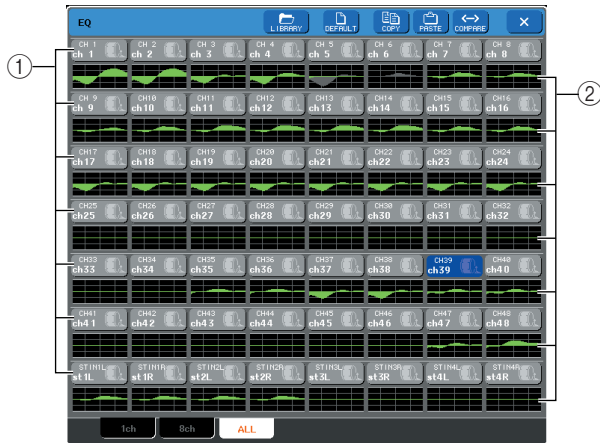 EQ LIBRARY DEFAULT COPY PASTE COMPARE ×
CH 1 CH 2 CH 3 CH 4 CH 5 CH 6 CH 7 CH 8
① ch 1 ch 2 ch 3 ch 4 ch 5 ch 6 ch 7 ch 8
②
CH 9 CH10 CH11 CH12 CH13 CH14 CH15 CH16
ch 9 ch10 ch11 ch12 ch13 ch14 ch15 ch16
CH17 CH18 CH19 CH20 CH21 CH22 CH23 CH24
ch17 ch18 ch19 ch20 ch21 ch22 ch23 ch24
CH25 CH26 CH27 CH28 CH29 CH30 CH31 CH32
ch25 ch26 ch27 ch28 ch29 ch30 ch31 ch32
CH33 CH34 CH35 CH36 CH37 CH38 CH39 CH40
ch33 ch34 ch35 ch36 ch37 ch38 ch39 ch40
CH41 CH42 CH43 CH44 CH45 CH46 CH47 CH48
ch41 ch42 ch43 ch44 ch45 ch46 ch47 ch48
STIN1L STIN1R STIN2L STIN2R STIN3L STIN3R STIN4L STIN4R
st1L st1R st2L st2R st3L st3R st4L st4R
1ch 8ch ALL